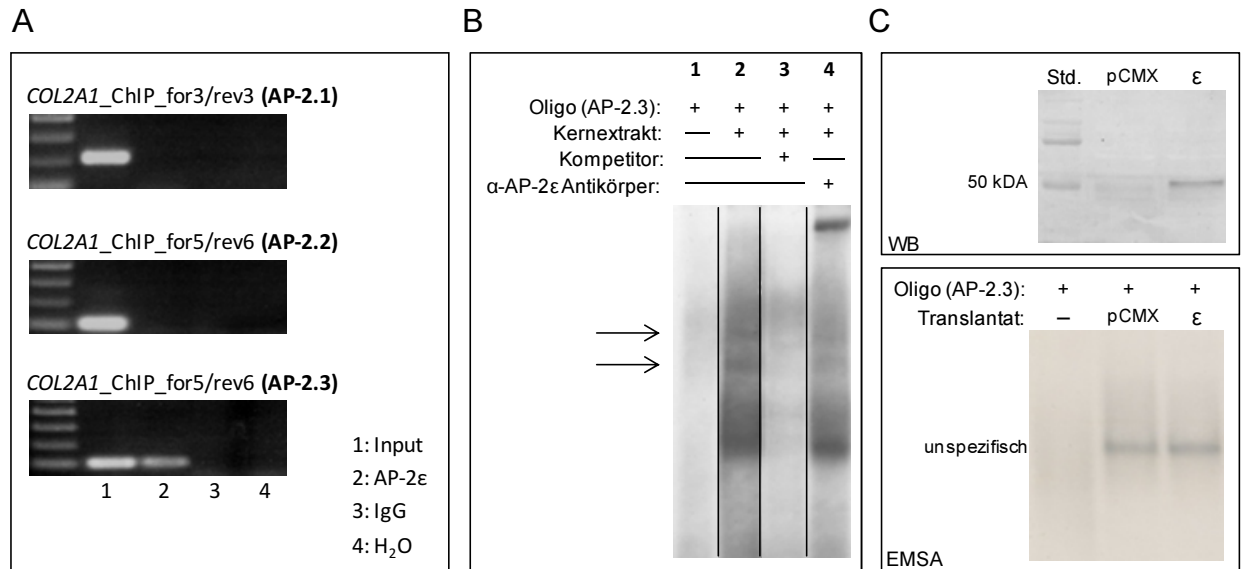 A
COL2A1_ChIP_for3/rev3 (AP-2.1)
COL2A1_ChIP_for5/rev6 (AP-2.2)
COL2A1_ChIP_for5/rev6 (AP-2.3)
1 2 3 4
1: Input
2: AP-2ε
3: IgG
4: H₂O
B
1 2 3 4
Oligo (AP-2.3): + + + +
Kernextrakt: — + + +
Kompetitor: — + —
α-AP-2ε Antikörper: — +
C
Std. pCMX ε
50 kDA
WB
Oligo (AP-2.3): + + +
Translantat: – pCMX ε
unspezifisch
EMSA